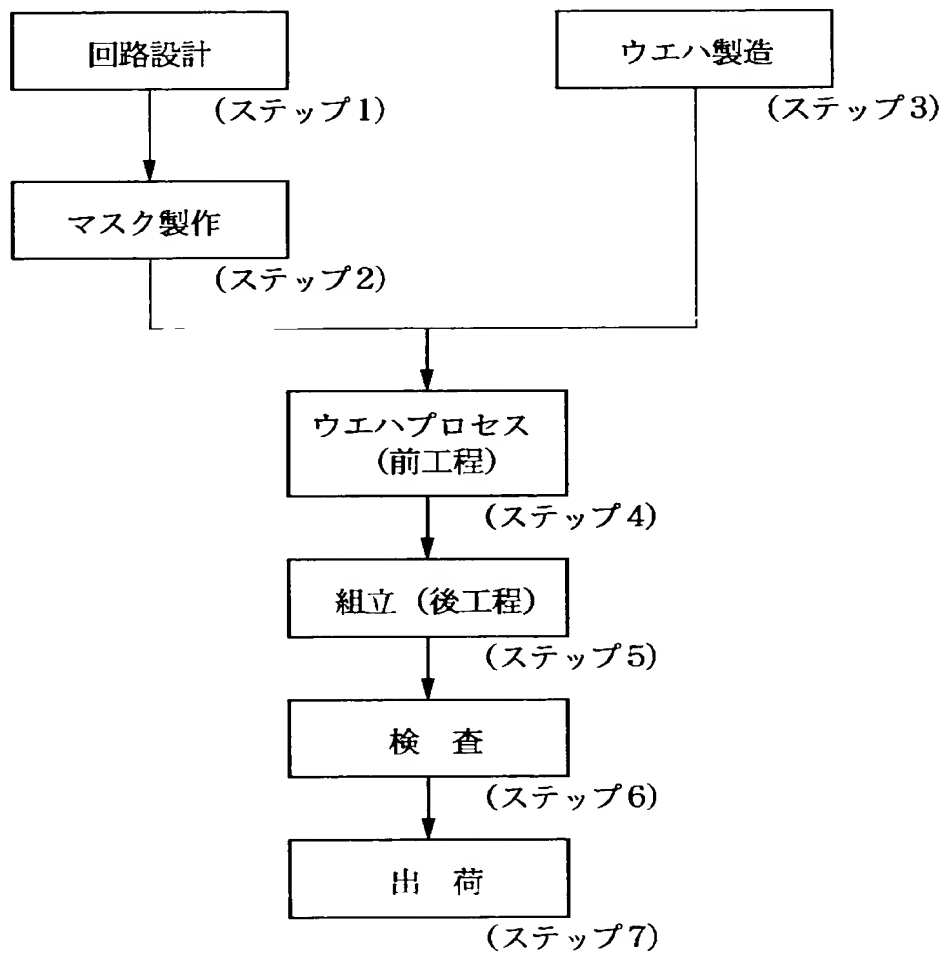 回路設計
(ステップ1)
ウエハ製造
(ステップ3)
マスク製作
(ステップ2)
ウエハプロセス
(前工程)
(ステップ4)
組立(後工程)
(ステップ5)
検 査
(ステップ6)
出 荷
(ステップ7)